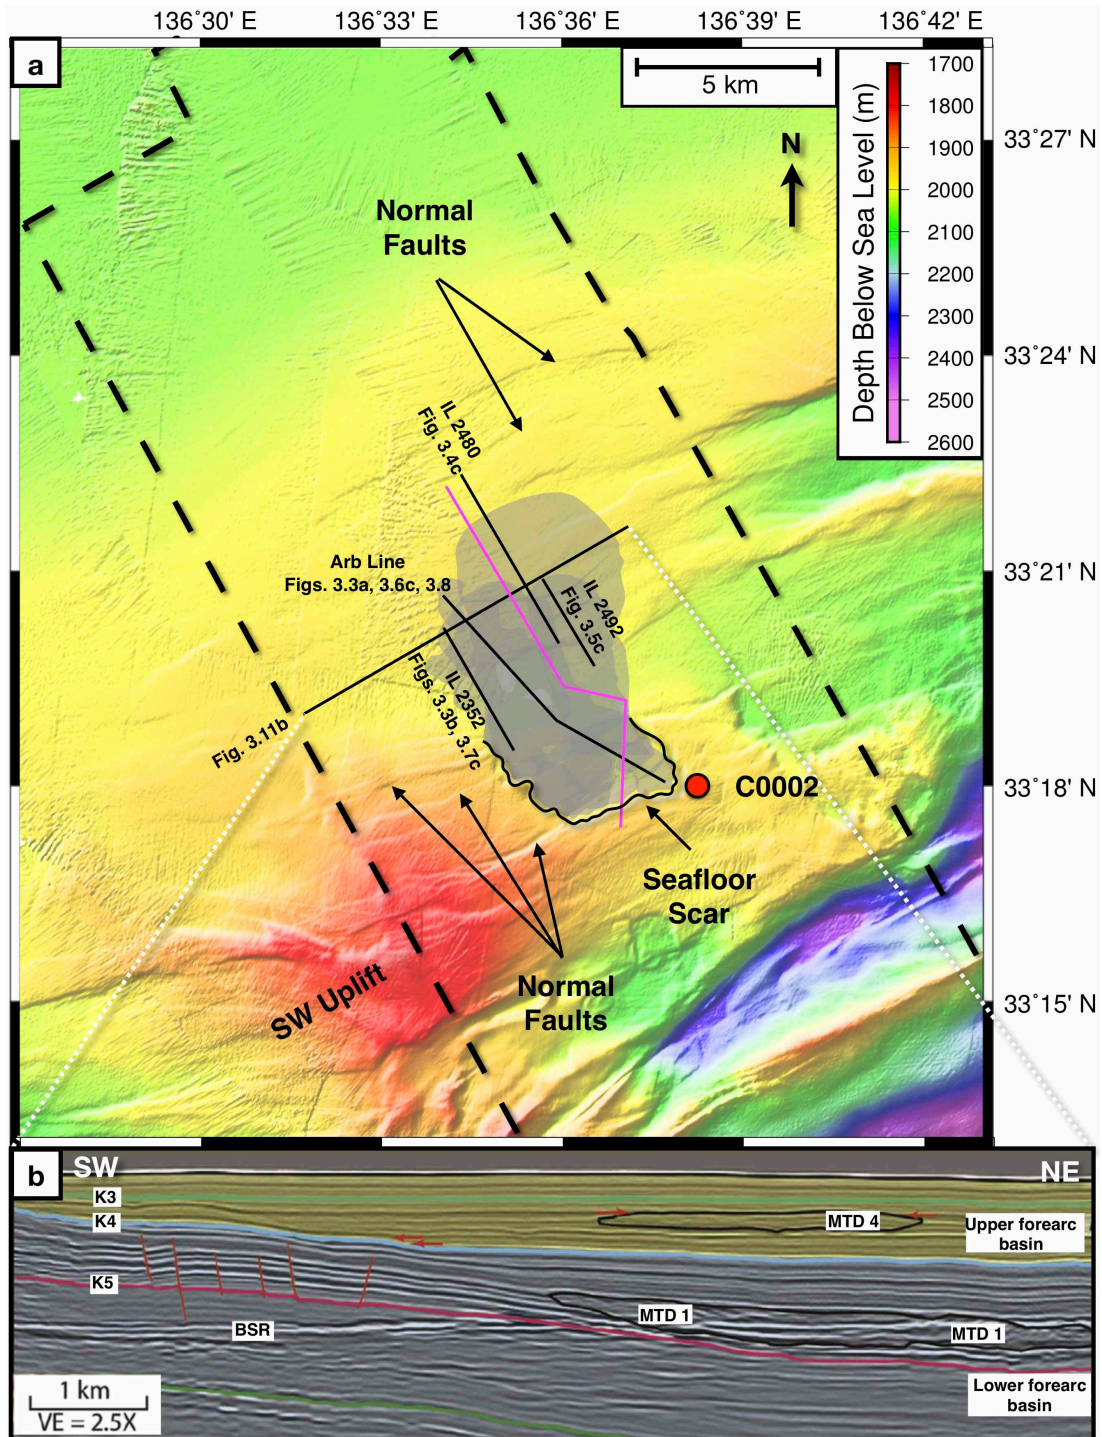 136˚30' E
136˚33' E
136˚36' E
136˚39' E
136˚42' E
a
5 km
Depth Below Sea Level (m)
1700
1800
1900
2000
2100
2200
2300
2400
2500
2600
N
33˚27' N
33˚24' N
33˚21' N
33˚18' N
33˚15' N
Normal
Faults
IL 2480
Fig. 3.4c
Arb Line
Figs. 3.3a, 3.6c, 3.8
IL 2492
Fig. 3.5c
IL 2352
Figs. 3.3b, 3.7c
Fig. 3.11b
C0002
Seafloor
Scar
SW Uplift
Normal
Faults
b
SW
NE
K3
K4
MTD 4
Upper forearc
basin
K5
MTD 1
BSR
MTD 1
Lower forearc
basin
1 km
VE = 2.5X